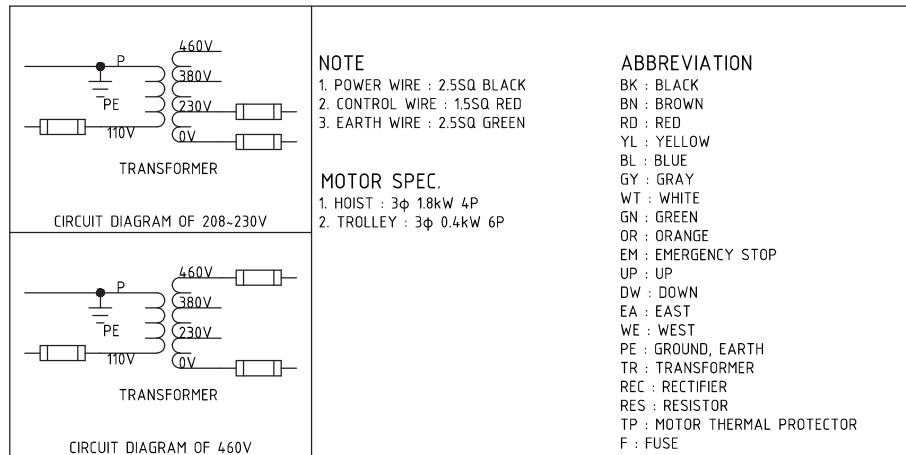 P
460V
380V
PE
230V
110V
0V
TRANSFORMER
CIRCUIT DIAGRAM OF 208~230V
P
460V
380V
PE
230V
110V
0V
TRANSFORMER
CIRCUIT DIAGRAM OF 460V
NOTE
1. POWER WIRE : 2.5SQ BLACK
2. CONTROL WIRE : 1.5SQ RED
3. EARTH WIRE : 2.5SQ GREEN
MOTOR SPEC.
1. HOIST : 3φ 1.8kW 4P
2. TROLLEY : 3φ 0.4kW 6P
ABBREVIATION
BK : BLACK
BN : BROWN
RD : RED
YL : YELLOW
BL : BLUE
GY : GRAY
WT : WHITE
GN : GREEN
OR : ORANGE
EM : EMERGENCY STOP
UP : UP
DW : DOWN
EA : EAST
WE : WEST
PE : GROUND, EARTH
TR : TRANSFORMER
REC : RECTIFIER
RES : RESISTOR
TP : MOTOR THERMAL PROTECTOR
F : FUSE